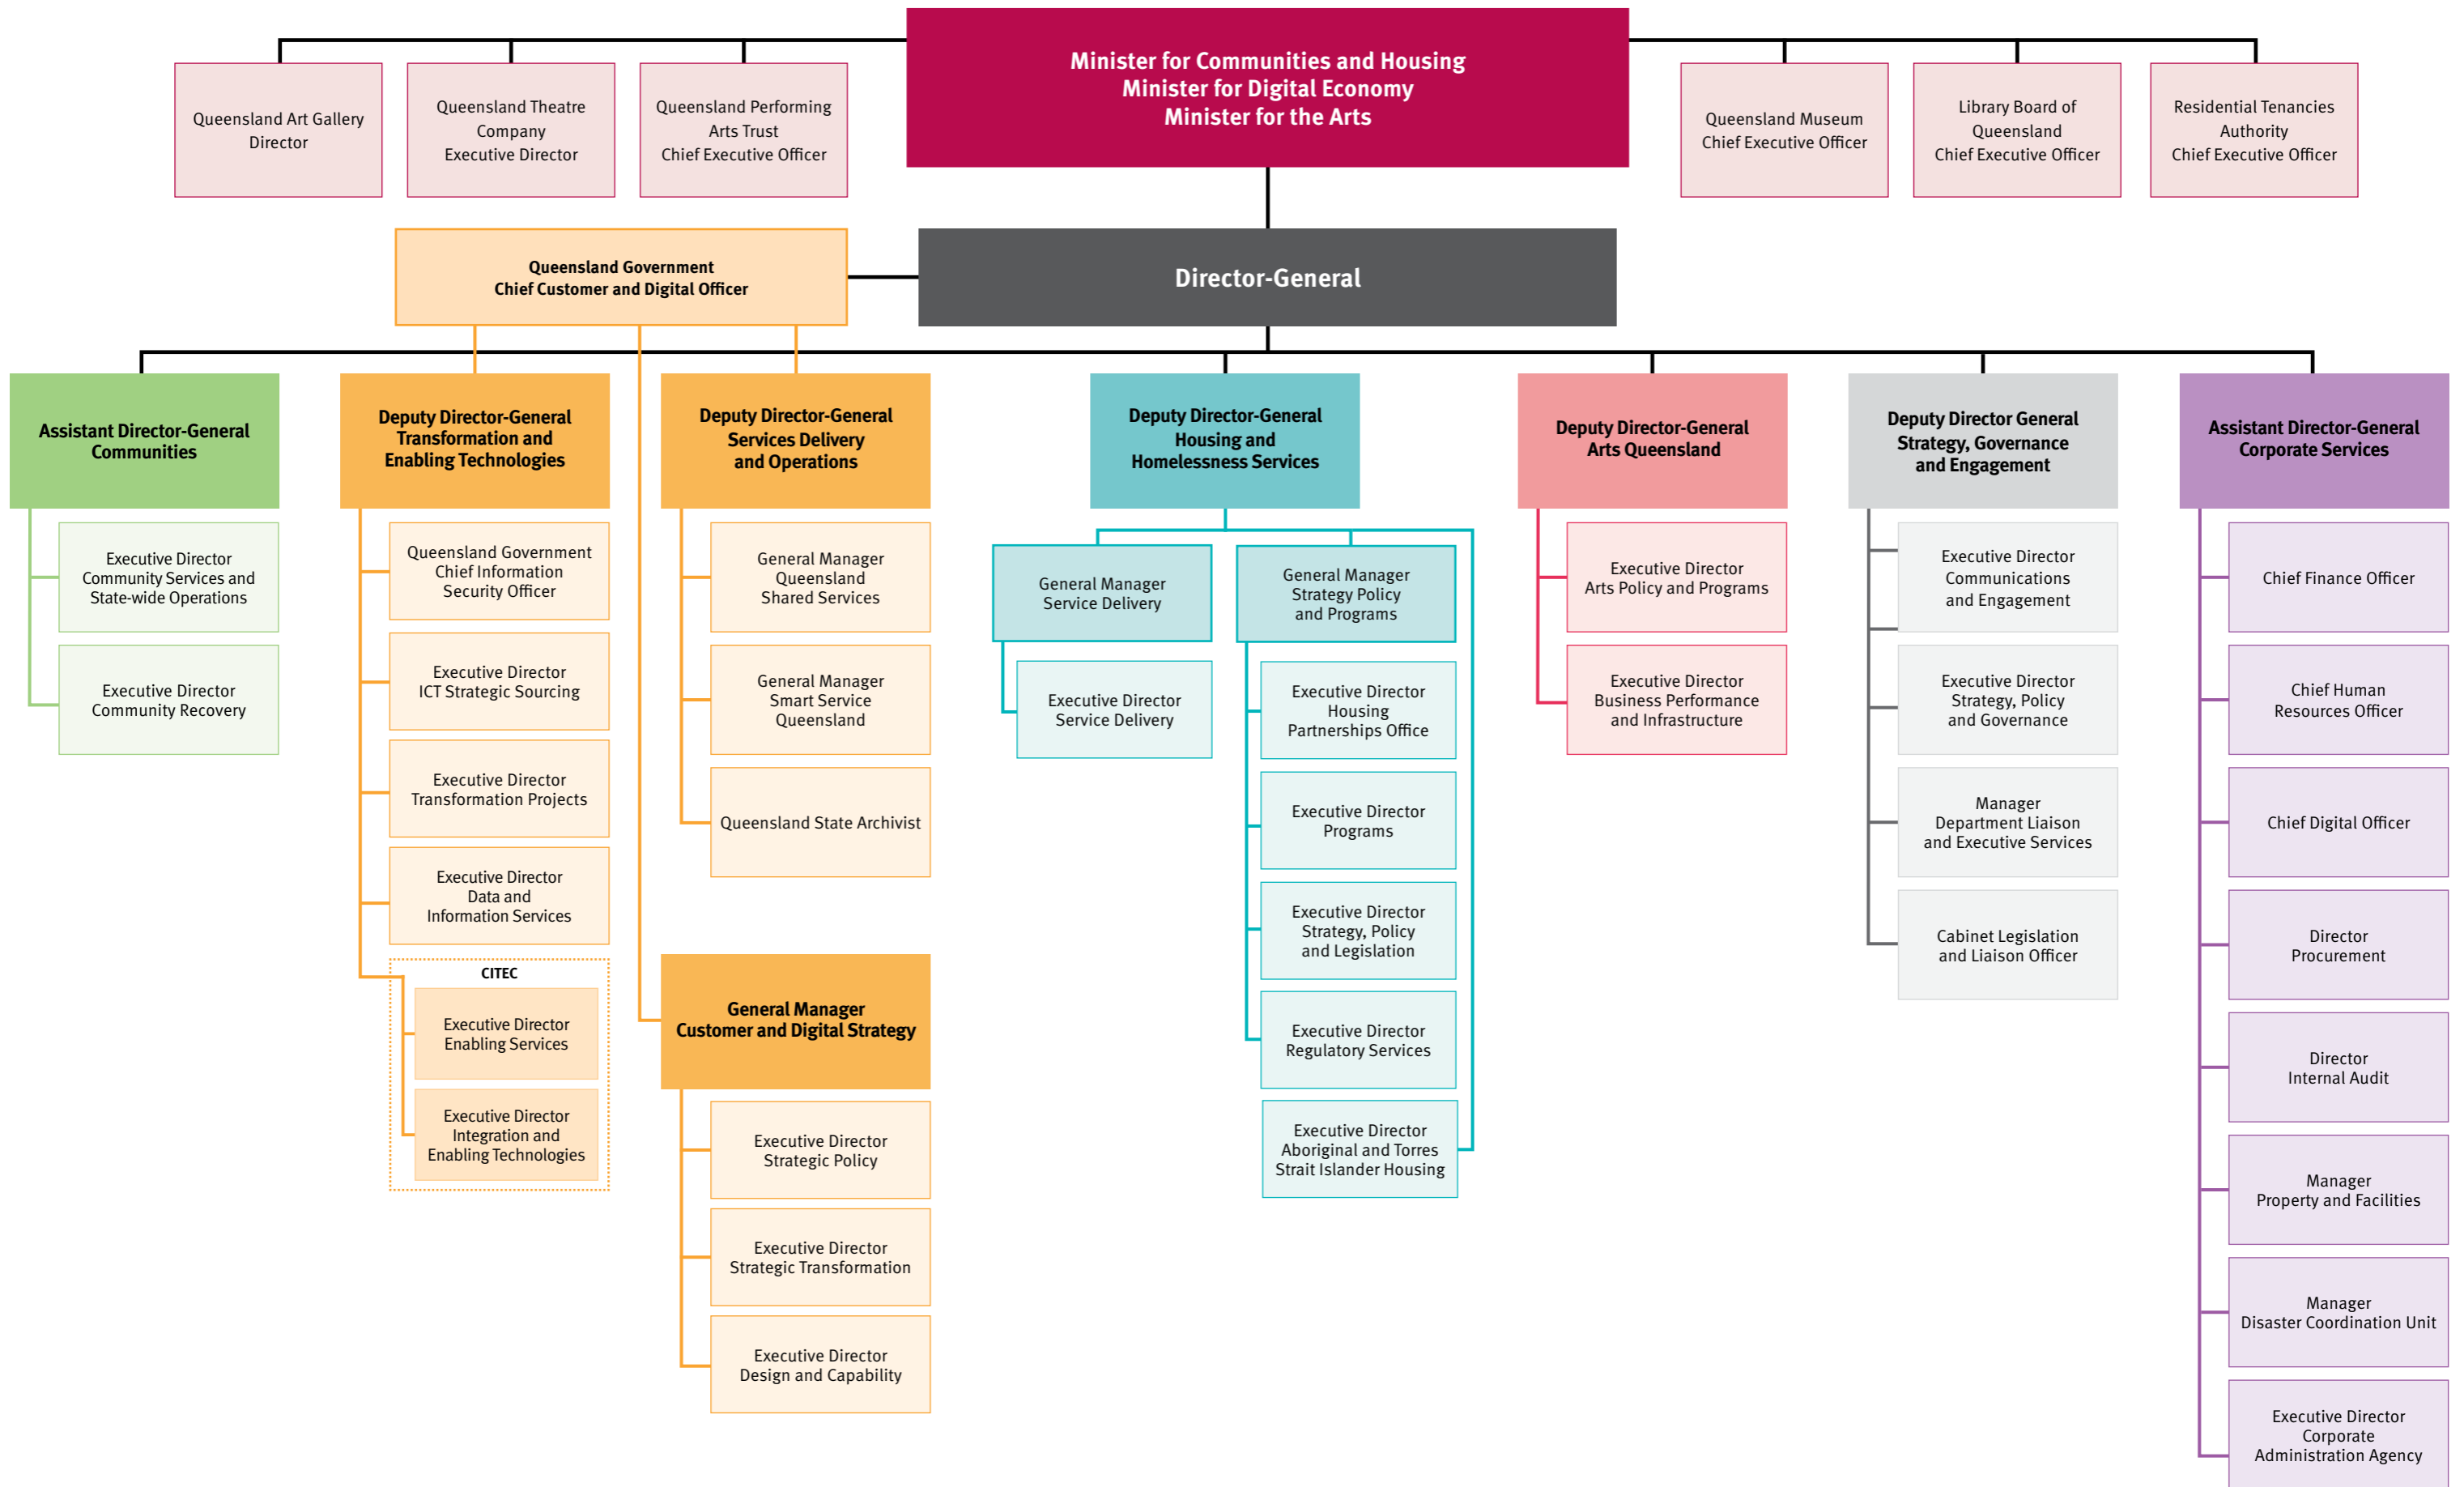 Minister for Communities and Housing
Minister for Digital Economy
Minister for the Arts
Queensland Art Gallery
Director
Queensland Theatre
Company
Executive Director
Queensland Performing
Arts Trust
Chief Executive Officer
Queensland Museum
Chief Executive Officer
Library Board of
Queensland
Chief Executive Officer
Residential Tenancies
Authority
Chief Executive Officer
Queensland Government
Chief Customer and Digital Officer
Director-General
Assistant Director-General
Communities
Executive Director
Community Services and
State-wide Operations
Executive Director
Community Recovery
Deputy Director-General
Transformation and
Enabling Technologies
Queensland Government
Chief Information
Security Officer
Executive Director
ICT Strategic Sourcing
Executive Director
Transformation Projects
Executive Director
Data and
Information Services
CITEC
Executive Director
Enabling Services
Executive Director
Integration and
Enabling Technologies
Deputy Director-General
Services Delivery
and Operations
General Manager
Queensland
Shared Services
General Manager
Smart Service
Queensland
Queensland State Archivist
General Manager
Customer and Digital Strategy
Executive Director
Strategic Policy
Executive Director
Strategic Transformation
Executive Director
Design and Capability
Deputy Director-General
Housing and
Homelessness Services
General Manager
Service Delivery
Executive Director
Service Delivery
General Manager
Strategy Policy
and Programs
Executive Director
Housing
Partnerships Office
Executive Director
Programs
Executive Director
Strategy, Policy
and Legislation
Executive Director
Regulatory Services
Executive Director
Aboriginal and Torres
Strait Islander Housing
Deputy Director-General
Arts Queensland
Executive Director
Arts Policy and Programs
Executive Director
Business Performance
and Infrastructure
Deputy Director General
Strategy, Governance
and Engagement
Executive Director
Communications
and Engagement
Executive Director
Strategy, Policy
and Governance
Manager
Department Liaison
and Executive Services
Cabinet Legislation
and Liaison Officer
Assistant Director-General
Corporate Services
Chief Finance Officer
Chief Human
Resources Officer
Chief Digital Officer
Director
Procurement
Director
Internal Audit
Manager
Property and Facilities
Manager
Disaster Coordination Unit
Executive Director
Corporate
Administration Agency